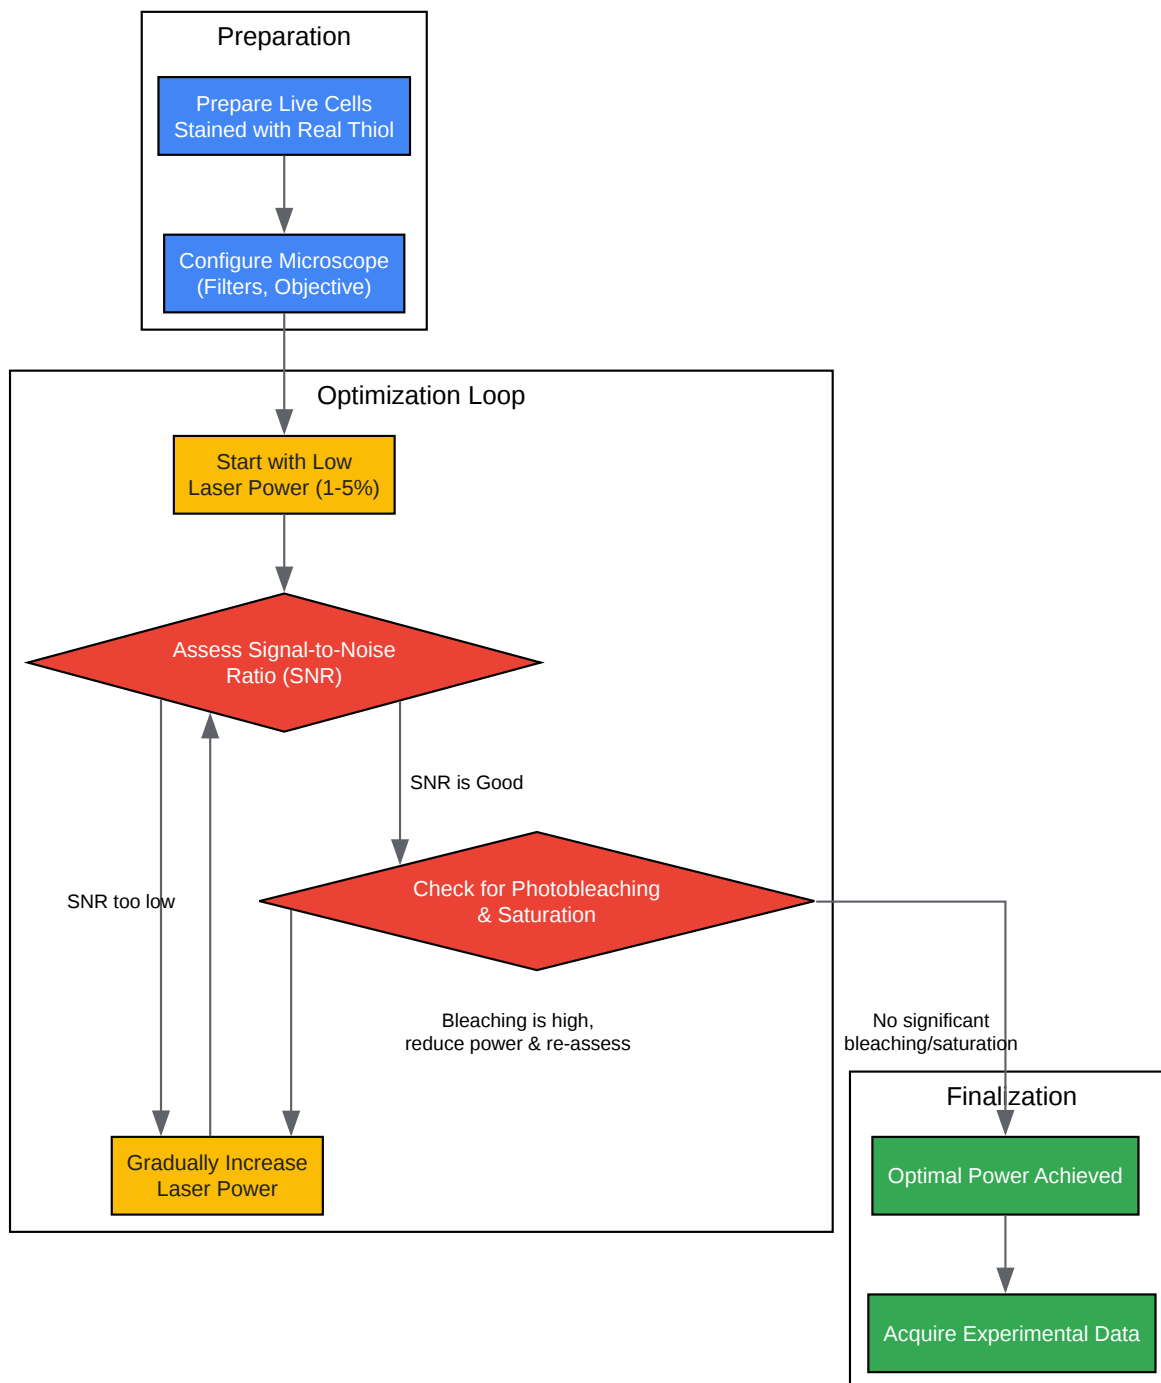 Preparation
Prepare Live Cells
Stained with Real Thiol
Configure Microscope
(Filters, Objective)
Optimization Loop
Start with Low
Laser Power (1-5%)
Assess Signal-to-Noise
Ratio (SNR)
SNR is Good
Check for Photobleaching
& Saturation
SNR too low
Bleaching is high,
reduce power & re-assess
No significant
bleaching/saturation
Gradually Increase
Laser Power
Finalization
Optimal Power Achieved
Acquire Experimental Data